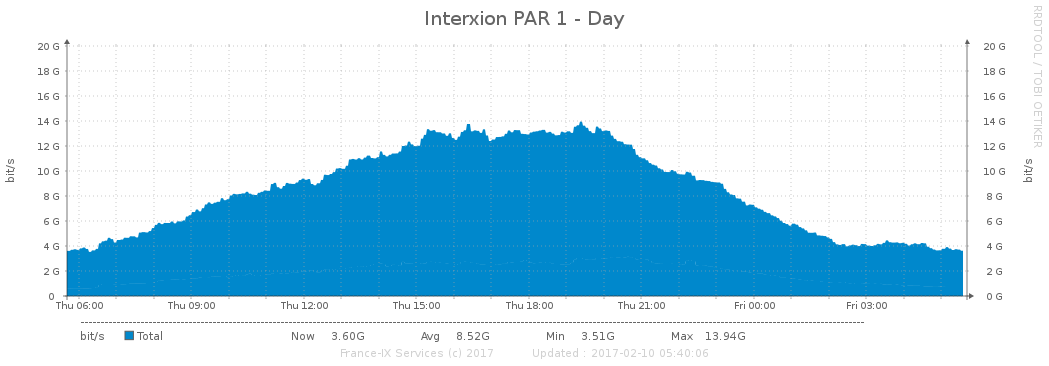 Interxion PAR 1 - Day
RRDTOOL / TOBI OETIKER
20 G 20 G
18 G 18 G
16 G 16 G
14 G 14 G
12 G 12 G
10 G 10 G
8 G 8 G
6 G 6 G
4 G 4 G
2 G 2 G
0 0 G
bit/s
bit/s
Thu 06:00 Thu 09:00 Thu 12:00 Thu 15:00 Thu 18:00 Thu 21:00 Fri 00:00 Fri 03:00
bit/s Total Now 3.60G Avg 8.52G Min 3.51G Max 13.94G
France-IX Services (c) 2017 Updated : 2017-02-10 05:40:06